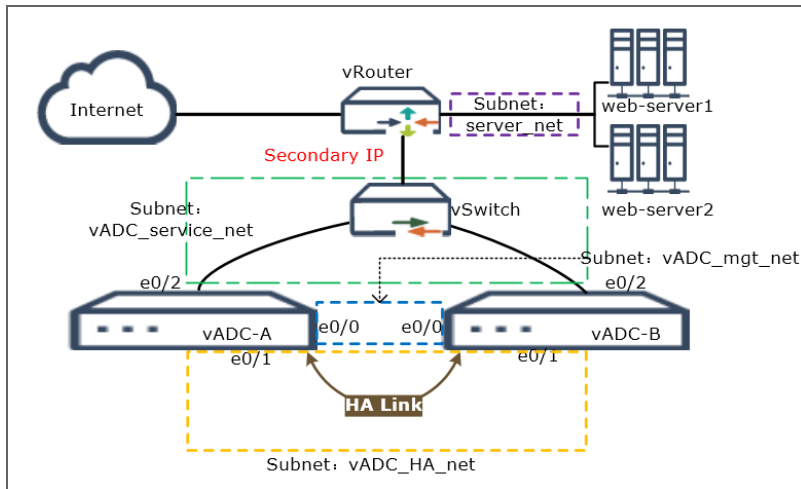 vRouter
Internet
Subnet：
server_net
web-server1
Secondary IP
web-server2
Subnet：
vADC_service_net
vSwitch
Subnet：vADC_mgt_net
e0/2
e0/2
vADC-A
e0/0
e0/0
vADC-B
e0/1
e0/1
HA Link
Subnet：vADC_HA_net